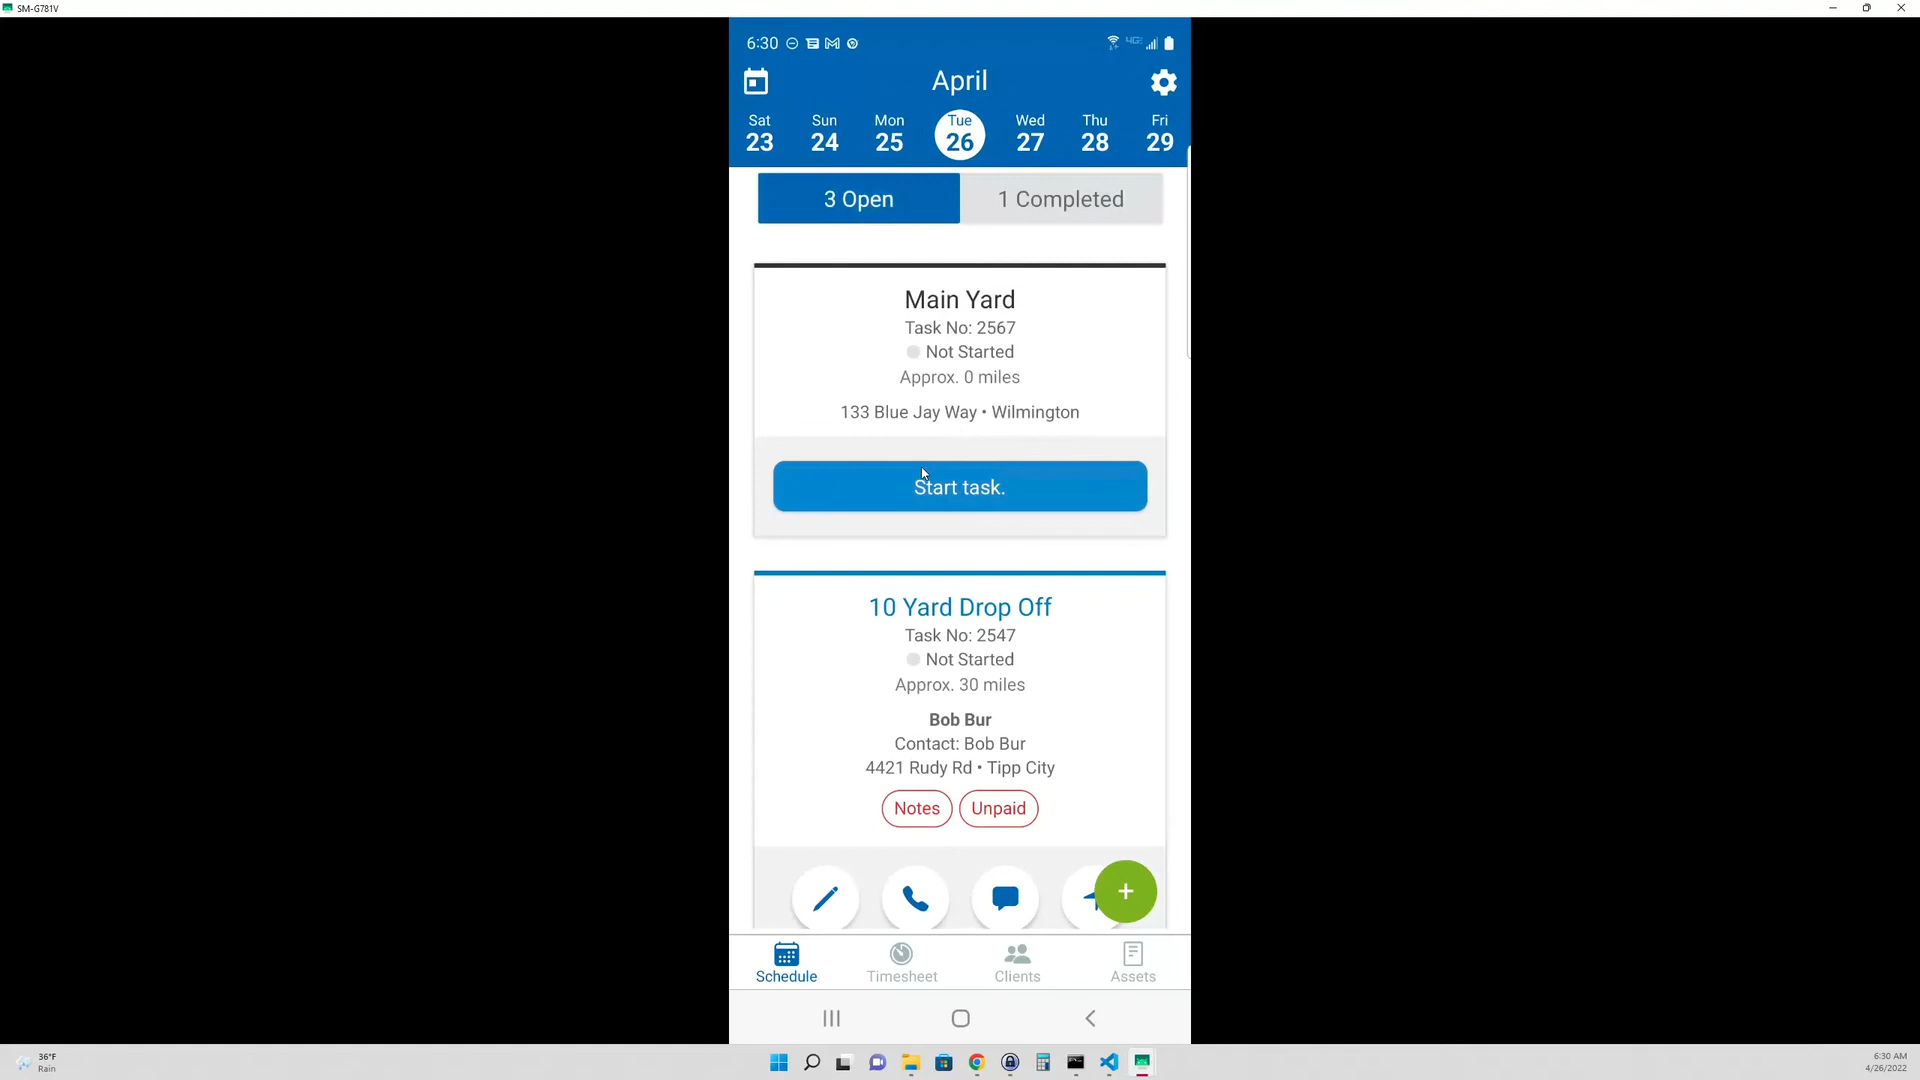 SM-G781V
6:30
4G
April
Sat Sun Mon Tue Wed Thu Fri
23 24 25 26 27 28 29
3 Open
1 Completed
Main Yard
Task No: 2567
Not Started
Approx. 0 miles
133 Blue Jay Way • Wilmington
Start task.
10 Yard Drop Off
Task No: 2547
Not Started
Approx. 30 miles
Bob Bur
Contact: Bob Bur
4421 Rudy Rd • Tipp City
Notes
Unpaid
+
Schedule
Timesheet
Clients
Assets
36°F
Rain
6:30 AM
4/26/2022